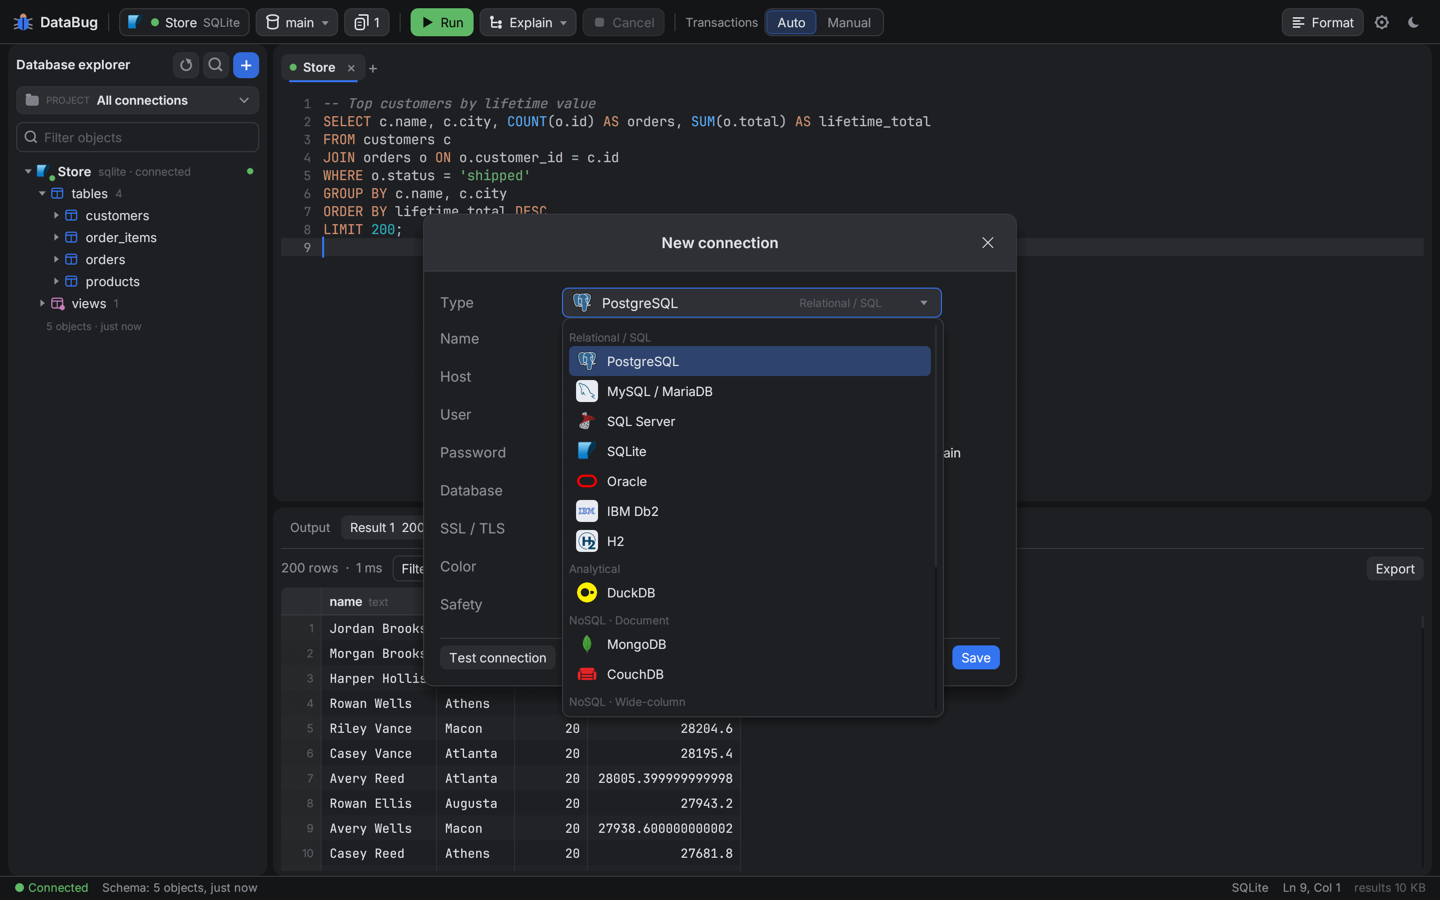 DataBug
Store SQLite
main
1
Run
Explain
Cancel
Transactions
Auto
Manual
Format
Database explorer
PROJECT All connections
Filter objects
Store sqlite · connected
tables 4
customers
order_items
orders
products
views 1
5 objects · just now
Store
1 -- Top customers by lifetime value
2 SELECT c.name, c.city, COUNT(o.id) AS orders, SUM(o.total) AS lifetime_total
3 FROM customers c
4 JOIN orders o ON o.customer_id = c.id
5 WHERE o.status = 'shipped'
6 GROUP BY c.name, c.city
7 ORDER BY lifetime_total DESC
8 LIMIT 200;
9
New connection
Type
PostgreSQL Relational / SQL
Name
Host
User
Password
ain
Database
SSL / TLS
Color
Safety
Relational / SQL
PostgreSQL
MySQL / MariaDB
SQL Server
SQLite
Oracle
IBM
IBM Db2
H2
H2
Analytical
DuckDB
NoSQL · Document
MongoDB
CouchDB
NoSQL · Wide-column
Test connection
Save
Output
Result 1 200
200 rows · 1 ms
Filte
Export
name text
1 Jordan Brooks
2 Morgan Brooks
3 Harper Hollis
4 Rowan Wells Athens
5 Riley Vance Macon 20 28204.6
6 Casey Vance Atlanta 20 28195.4
7 Avery Reed Atlanta 20 28005.399999999998
8 Rowan Ellis Augusta 20 27943.2
9 Avery Wells Macon 20 27938.600000000002
10 Casey Reed Athens 20 27681.8
Connected
Schema: 5 objects, just now
SQLite
Ln 9, Col 1
results 10 KB